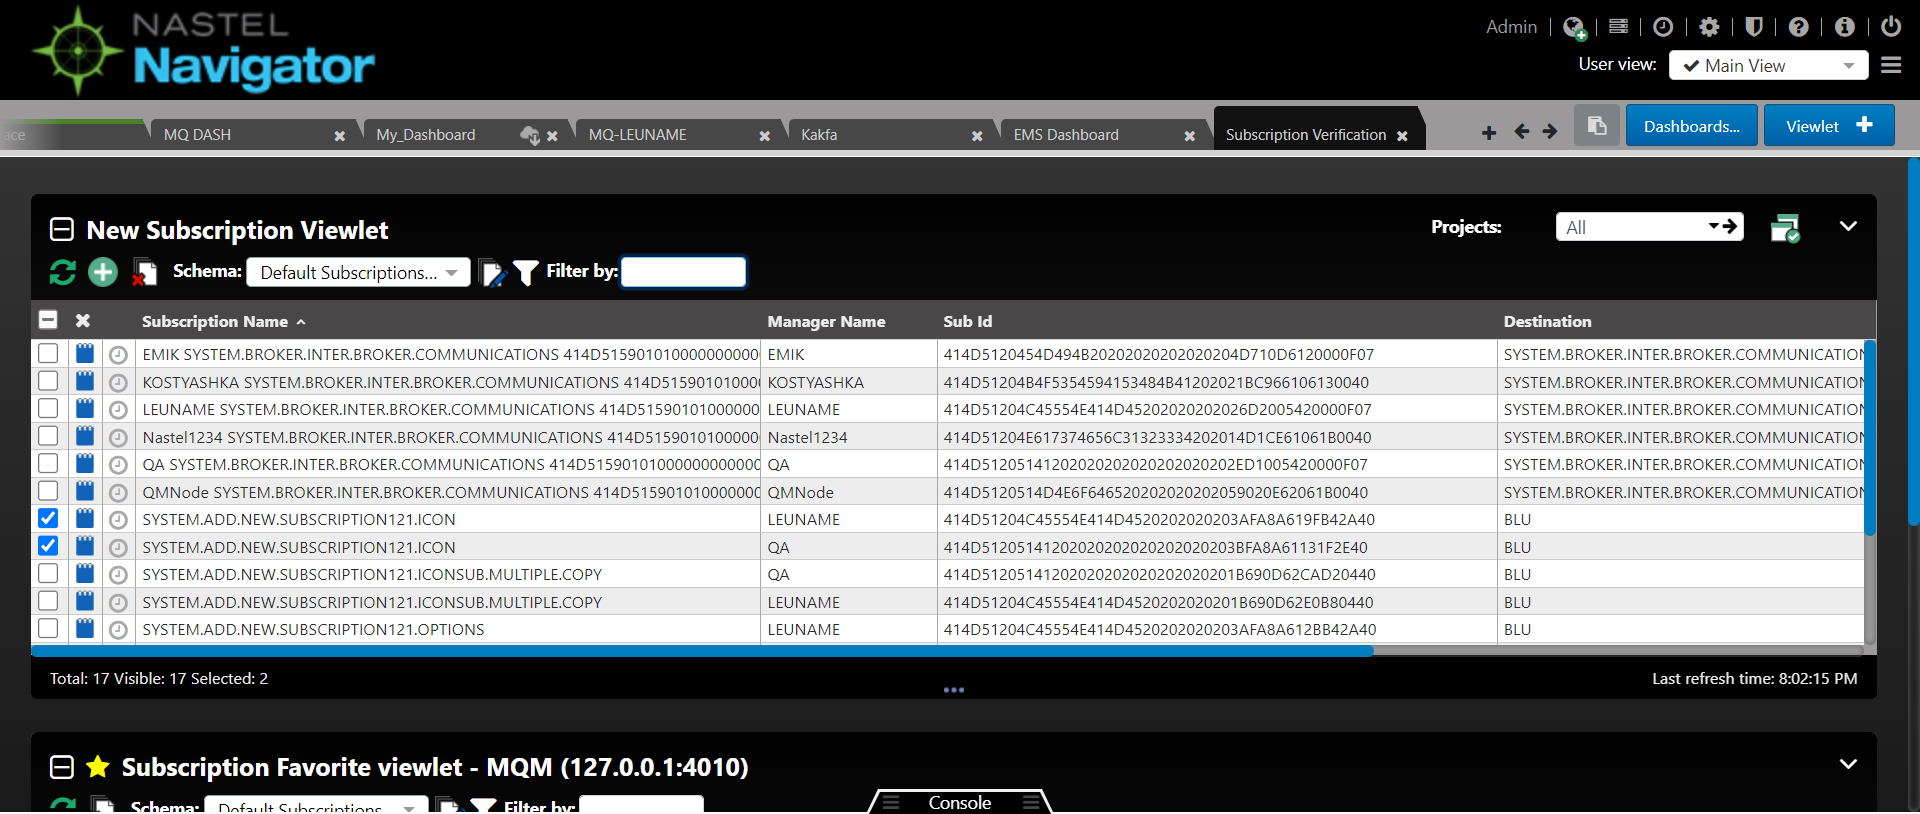 NASTEL
Navigator
Admin
User view: Main View
ace
MQ DASH
My_Dashboard
MQ-LEUNAME
Kakfa
EMS Dashboard
Subscription Verification
Dashboards...
Viewlet
New Subscription Viewlet
Projects: All
Schema: Default Subscriptions... Filter by:
Subscription Name Manager Name Sub Id Destination
EMIK SYSTEM.BROKER.INTER.BROKER.COMMUNICATIONS 414D515901010000000000 EMIK 414D5120454D494B20202020202020204D710D6120000F07 SYSTEM.BROKER.INTER.BROKER.COMMUNICATION
KOSTYASHKA SYSTEM.BROKER.INTER.BROKER.COMMUNICATIONS 414D5159010100 KOSTYASHKA 414D51204B4F5354594153484B41202021BC966106130040 SYSTEM.BROKER.INTER.BROKER.COMMUNICATION
LEUNAME SYSTEM.BROKER.INTER.BROKER.COMMUNICATIONS 414D51590101000000 LEUNAME 414D51204C45554E414D45202020202026D2005420000F07 SYSTEM.BROKER.INTER.BROKER.COMMUNICATION
Nastel1234 SYSTEM.BROKER.INTER.BROKER.COMMUNICATIONS 414D515901010000 Nastel1234 414D51204E617374656C31323334202014D1CE61061B0040 SYSTEM.BROKER.INTER.BROKER.COMMUNICATION
QA SYSTEM.BROKER.INTER.BROKER.COMMUNICATIONS 414D51590101000000000000 QA 414D512051412020202020202020202020202ED1005420000F07 SYSTEM.BROKER.INTER.BROKER.COMMUNICATION
QMNode SYSTEM.BROKER.INTER.BROKER.COMMUNICATIONS 414D51590101000000 QMNode 414D5120514D4E6F646520202020202059020E62061B0040 SYSTEM.BROKER.INTER.BROKER.COMMUNICATION
SYSTEM.ADD.NEW.SUBSCRIPTION121.ICON LEUNAME 414D51204C45554E414D4520202020203AFA8A619FB42A40 BLU
SYSTEM.ADD.NEW.SUBSCRIPTION121.ICON QA 414D51205141202020202020202020203BFA8A61131F2E40 BLU
SYSTEM.ADD.NEW.SUBSCRIPTION121.ICONSUB.MULTIPLE.COPY QA 414D51205141202020202020202020201B690D62CAD20440 BLU
SYSTEM.ADD.NEW.SUBSCRIPTION121.ICONSUB.MULTIPLE.COPY LEUNAME 414D51204C45554E414D4520202020201B690D62E0B80440 BLU
SYSTEM.ADD.NEW.SUBSCRIPTION121.OPTIONS LEUNAME 414D51204C45554E414D4520202020203AFA8A612BB42A40 BLU
Total: 17 Visible: 17 Selected: 2
Last refresh time: 8:02:15 PM
Subscription Favorite viewlet - MQM (127.0.0.1:4010)
Schema: Default Subscriptions Filter by:
Console